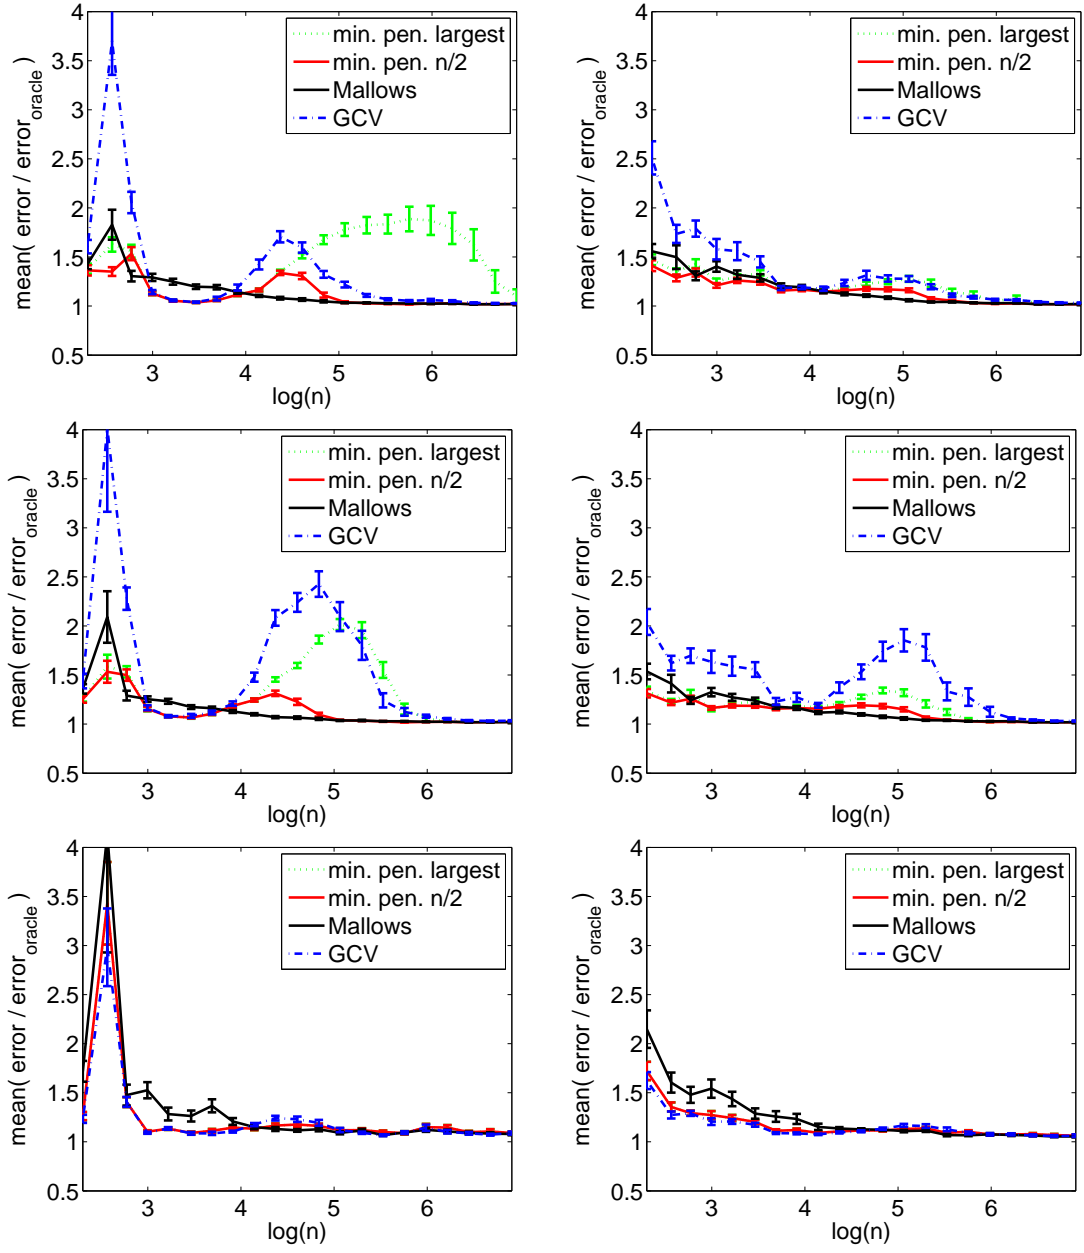 4
3.5
3
2.5
2
1.5
1
0.5
mean( error / error_oracle)
min. pen. largest
min. pen. n/2
Mallows
GCV
3 4 5 6
log(n)
4
3.5
3
2.5
2
1.5
1
0.5
mean( error / error_oracle)
min. pen. largest
min. pen. n/2
Mallows
GCV
3 4 5 6
log(n)
4
3.5
3
2.5
2
1.5
1
0.5
mean( error / error_oracle)
min. pen. largest
min. pen. n/2
Mallows
GCV
3 4 5 6
log(n)
4
3.5
3
2.5
2
1.5
1
0.5
mean( error / error_oracle)
min. pen. largest
min. pen. n/2
Mallows
GCV
3 4 5 6
log(n)
4
3.5
3
2.5
2
1.5
1
0.5
mean( error / error_oracle)
min. pen. largest
min. pen. n/2
Mallows
GCV
3 4 5 6
log(n)
4
3.5
3
2.5
2
1.5
1
0.5
mean( error / error_oracle)
min. pen. largest
min. pen. n/2
Mallows
GCV
3 4 5 6
log(n)